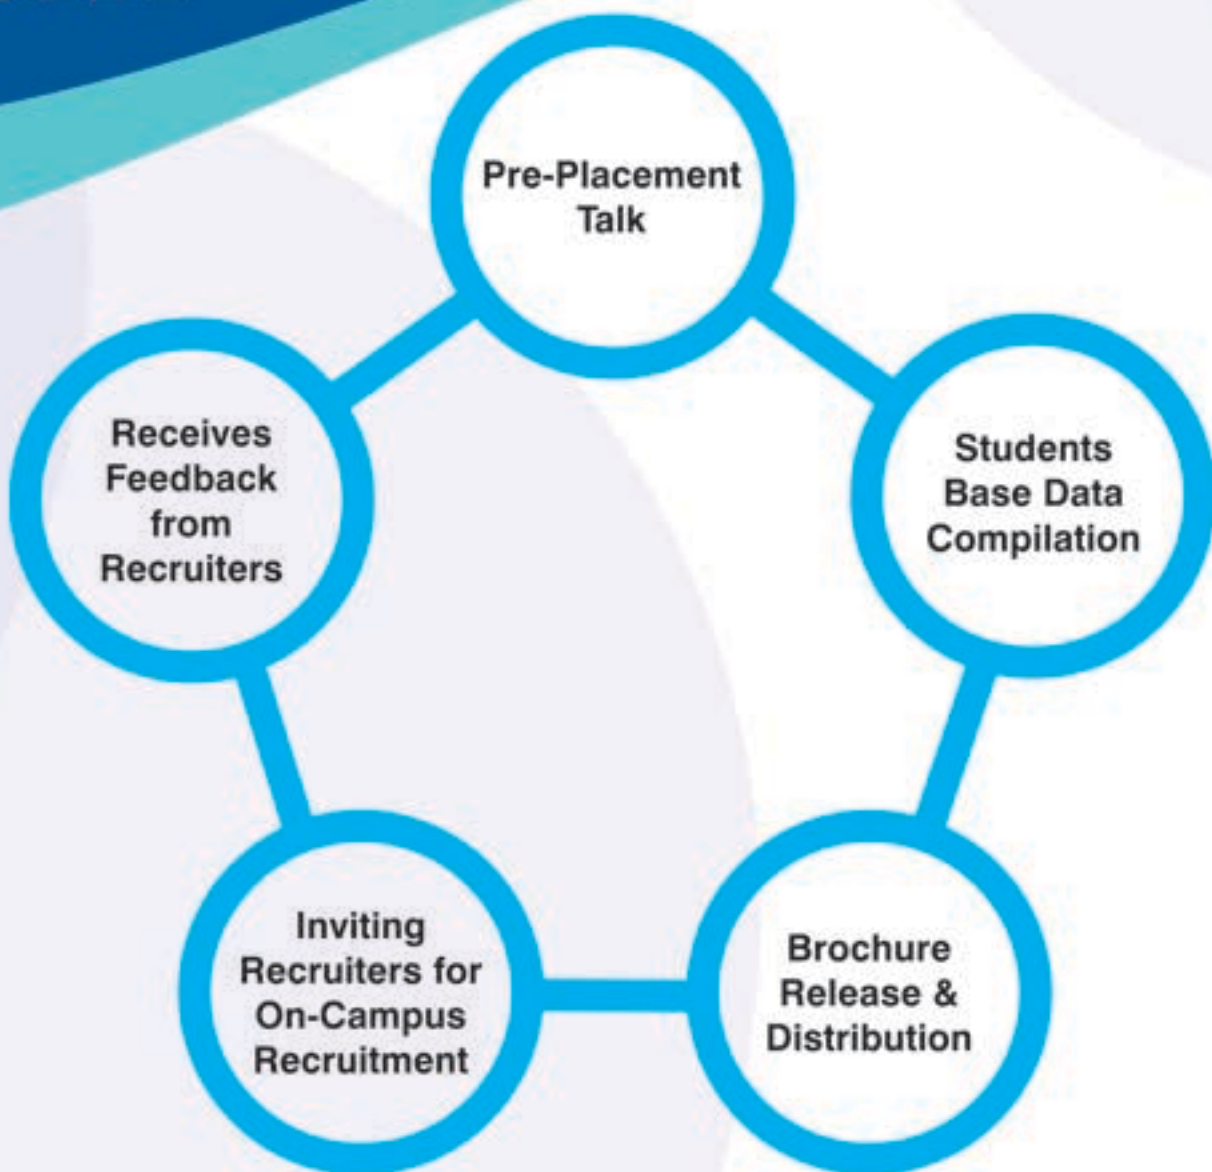 Pre-Placement
Talk
Students
Base Data
Compilation
Brochure
Release &
Distribution
Inviting
Recruiters for
On-Campus
Recruitment
Receives
Feedback
from
Recruiters